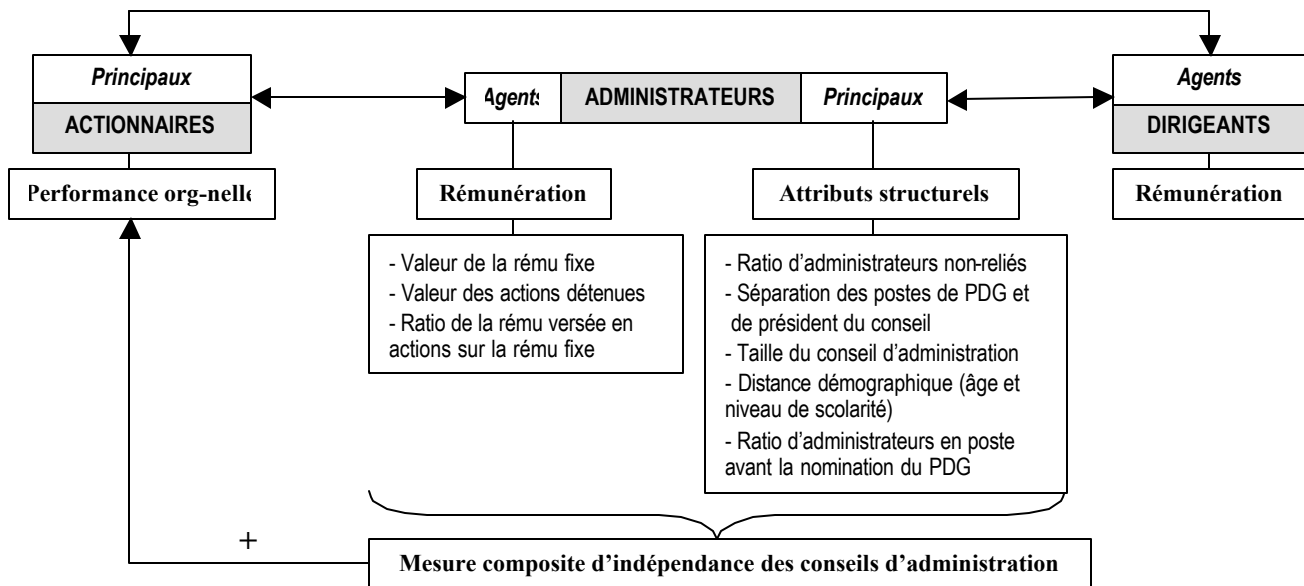 Principaux
ACTIONNAIRES
Performance org-nelle
Agents
ADMINISTRATEURS
Principaux
Agents
DIRIGEANTS
Rémunération
Attributs structurels
Rémunération
- Valeur de la rému fixe
- Valeur des actions détenues
- Ratio de la rému versée en
actions sur la rému fixe
- Ratio d'administrateurs non-reliés
- Séparation des postes de PDG et
de président du conseil
- Taille du conseil d'administration
- Distance démographique (âge et
niveau de scolarité)
- Ratio d'administrateurs en poste
avant la nomination du PDG
+
Mesure composite d'indépendance des conseils d'administration